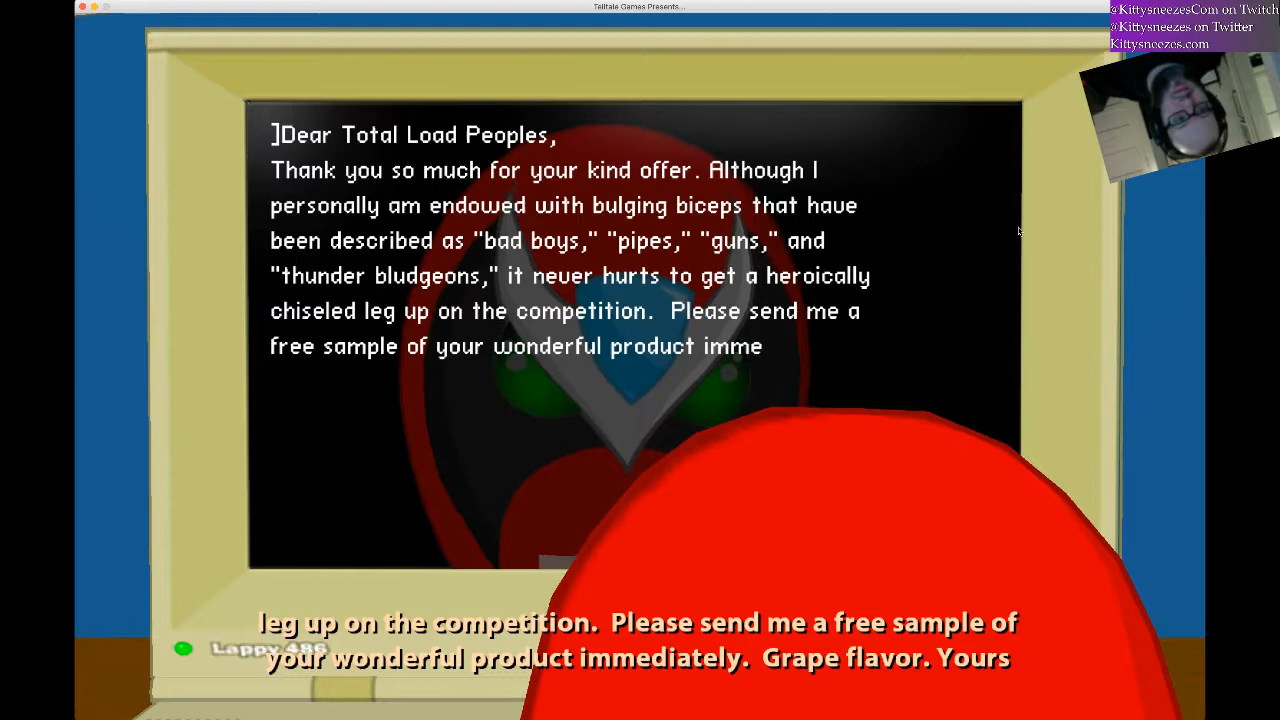 Telltale Games Presents...
@KittysneezesCom on Twitch
@Kittysneezes on Twitter
Kittysneezes.com
]Dear Total Load Peoples,
Thank you so much for your kind offer. Although I
personally am endowed with bulging biceps that have
been described as "bad boys," "pipes," "guns," and
"thunder bludgeons," it never hurts to get a heroically
chiseled leg up on the competition.  Please send me a
free sample of your wonderful product imme
leg up on the competition.  Please send me a free sample of
your wonderful product immediately.  Grape flavor. Yours
Lappy 486